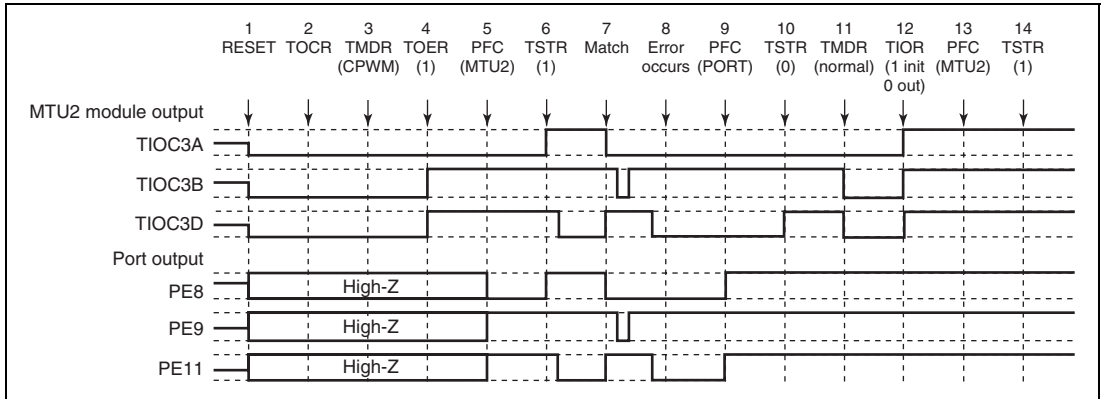 1 2 3 4 5 6 7 8 9 10 11 12 13 14
RESET TOCR TMDR TOER PFC TSTR Match Error PFC TSTR TMDR TIOR PFC TSTR
(CPWM) (1) (MTU2) (1) occurs (PORT) (0) (normal) (1 init (MTU2) (1)
0 out)
MTU2 module output
TIOC3A
TIOC3B
TIOC3D
Port output
PE8 High-Z
PE9 High-Z
PE11 High-Z